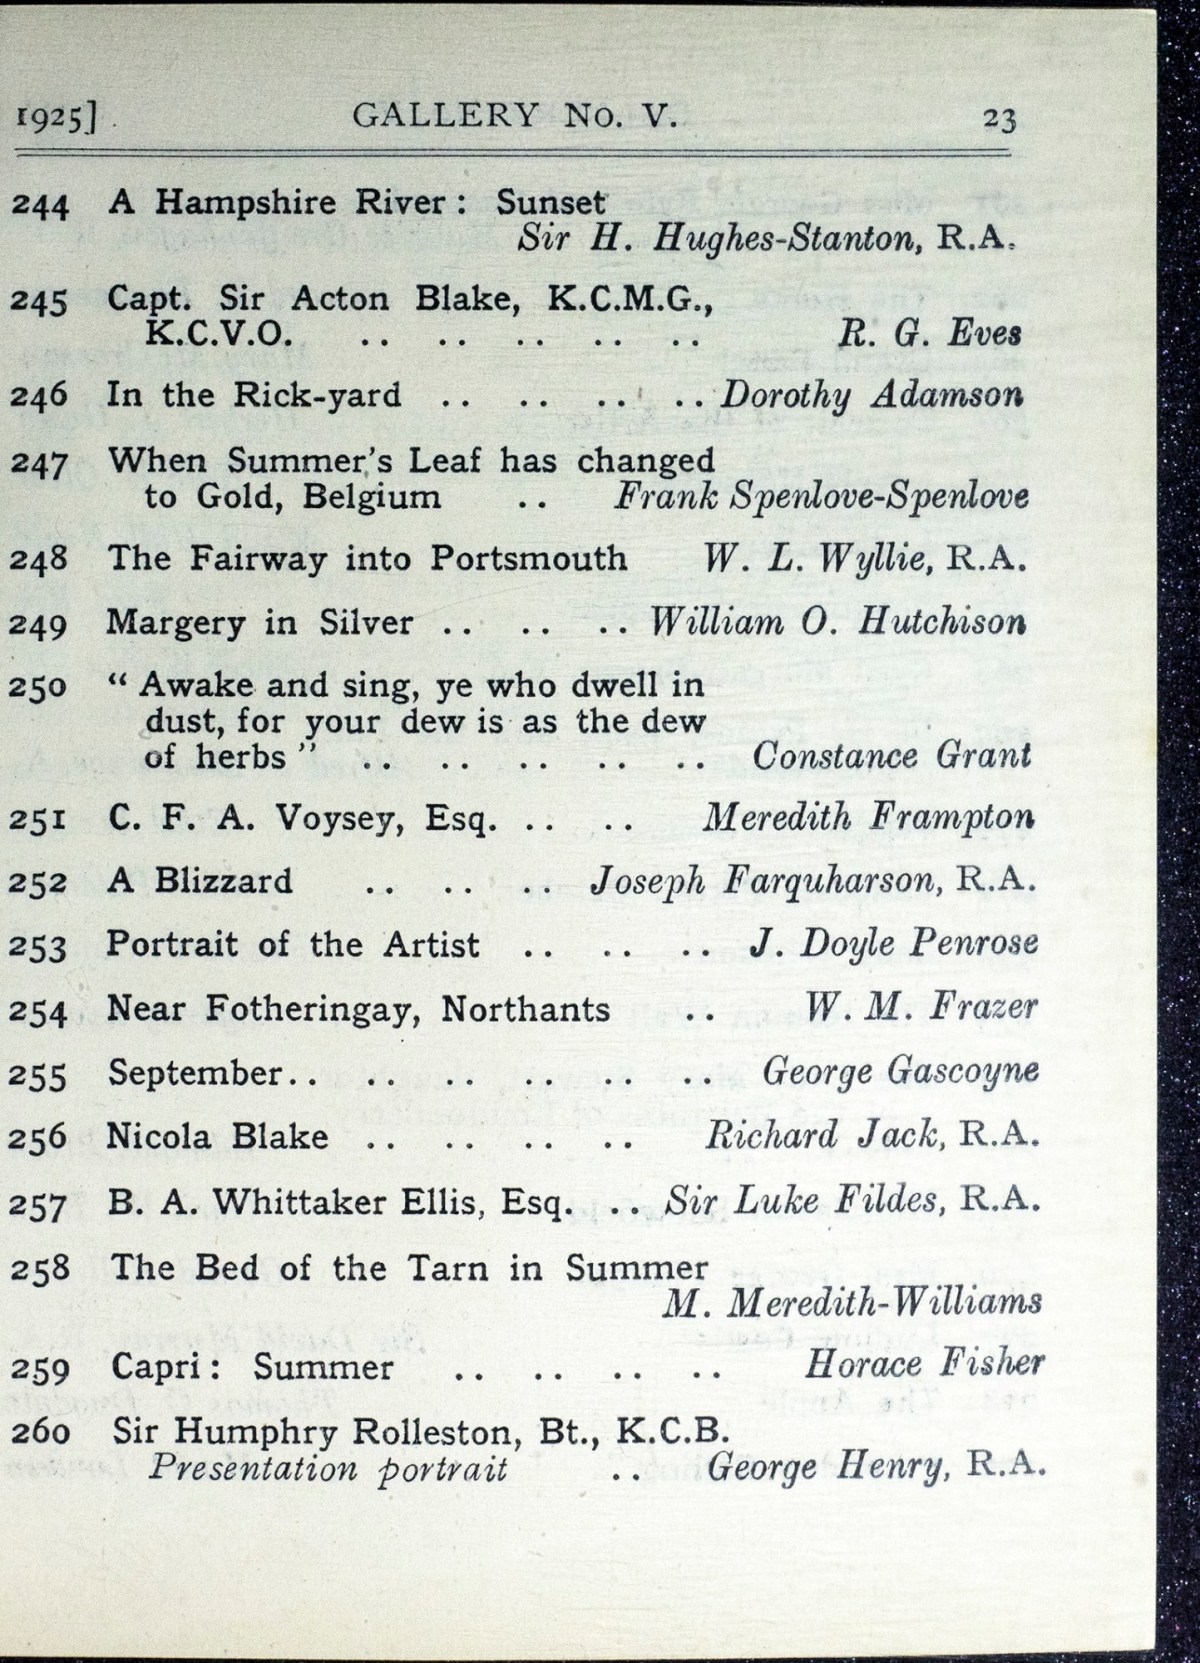 1925] GALLERY No. V. 23
244 A Hampshire River: Sunset
Sir H. Hughes-Stanton, R.A.
245 Capt. Sir Acton Blake, K.C.M.G.,
K.C.V.O. .. .. .. .. .. R. G. Eves
246 In the Rick-yard .. .. .. .. Dorothy Adamson
247 When Summer's Leaf has changed
to Gold, Belgium .. Frank Spenlove-Spenlove
248 The Fairway into Portsmouth W. L. Wyllie, R.A.
249 Margery in Silver .. .. .. William O. Hutchison
250 “ Awake and sing, ye who dwell in
dust, for your dew is as the dew
of herbs ” .. .. .. .. .. Constance Grant
251 C. F. A. Voysey, Esq. .. .. Meredith Frampton
252 A Blizzard .. .. .. Joseph Farquharson, R.A.
253 Portrait of the Artist .. .. .. J. Doyle Penrose
254 Near Fotheringay, Northants .. W. M. Frazer
255 September.. .. .. .. .. .. George Gascoyne
256 Nicola Blake .. .. .. .. Richard Jack, R.A.
257 B. A. Whittaker Ellis, Esq. .. Sir Luke Fildes, R.A.
258 The Bed of the Tarn in Summer
M. Meredith-Williams
259 Capri: Summer .. .. .. .. Horace Fisher
260 Sir Humphry Rolleston, Bt., K.C.B.
Presentation portrait .. George Henry, R.A.